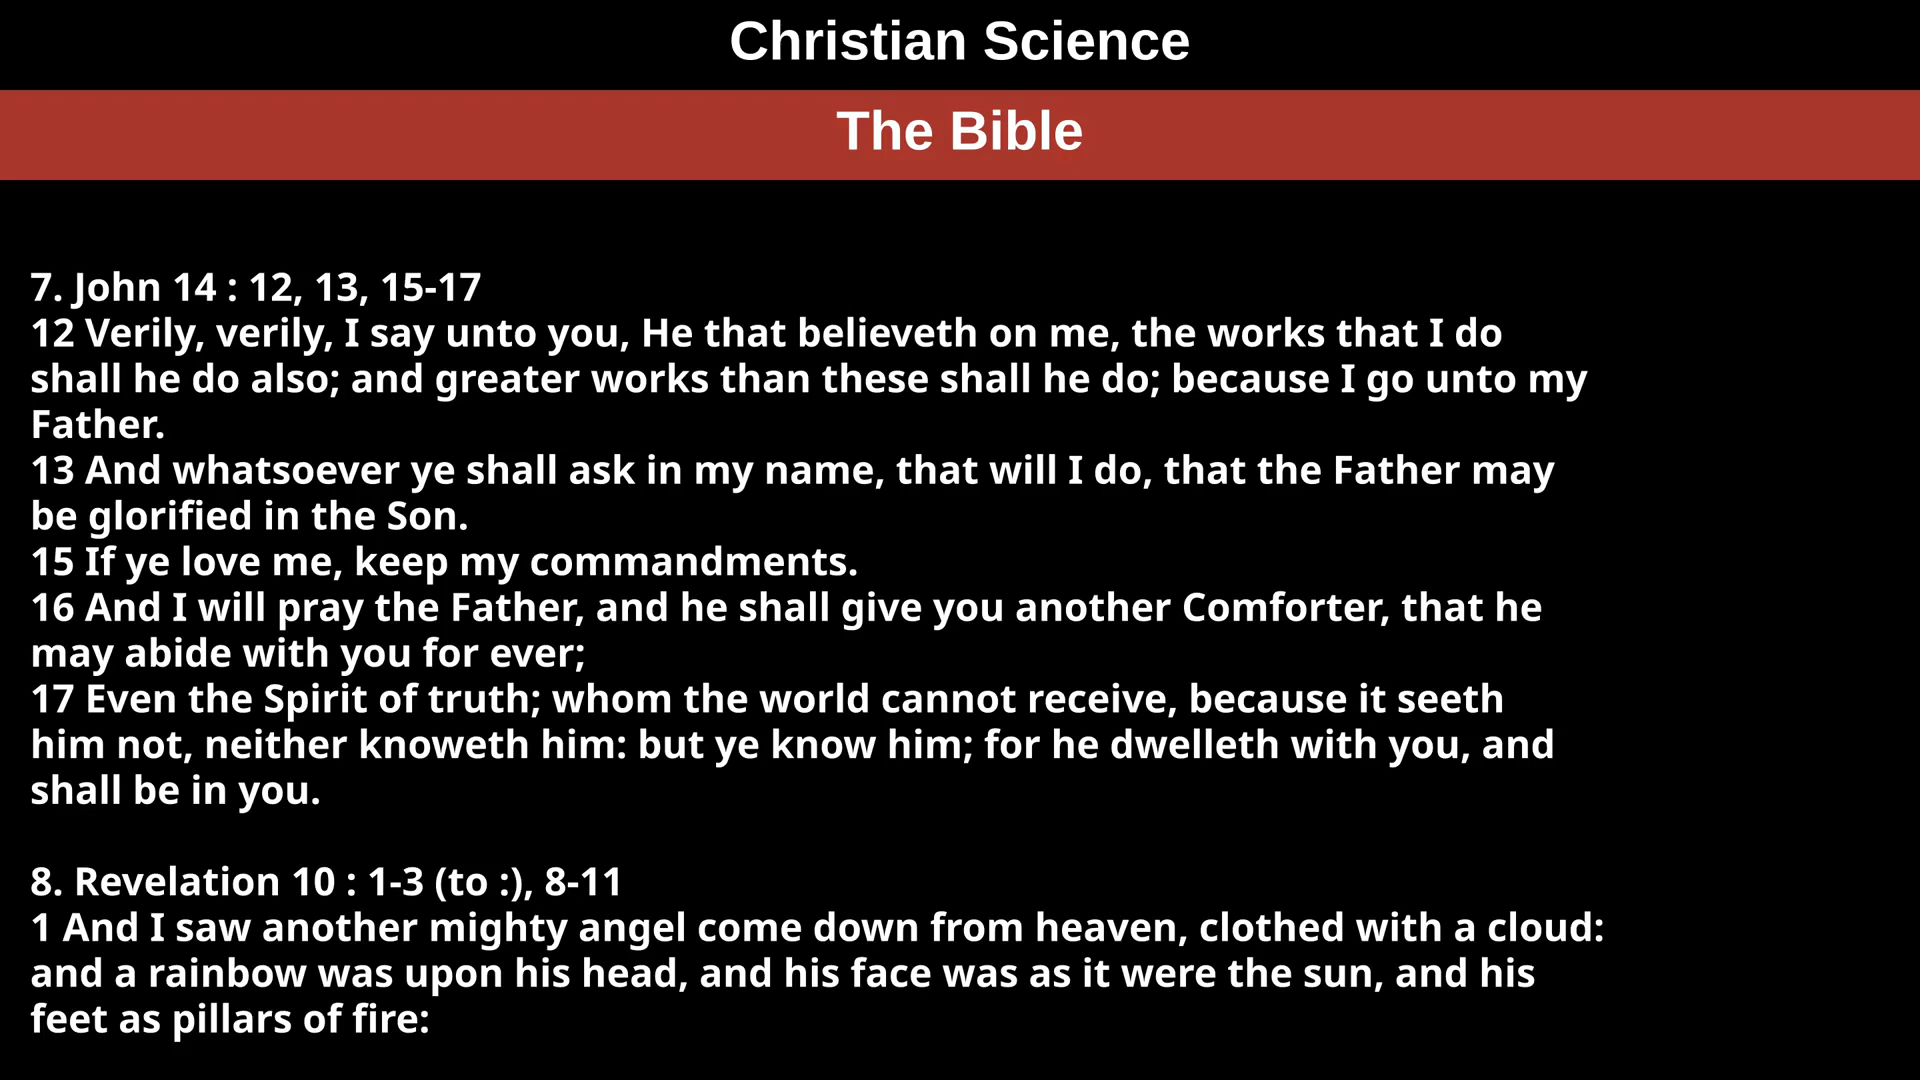 Christian Science
The Bible
7. John 14 : 12, 13, 15-17
12 Verily, verily, I say unto you, He that believeth on me, the works that I do
shall he do also; and greater works than these shall he do; because I go unto my
Father.
13 And whatsoever ye shall ask in my name, that will I do, that the Father may
be glorified in the Son.
15 If ye love me, keep my commandments.
16 And I will pray the Father, and he shall give you another Comforter, that he
may abide with you for ever;
17 Even the Spirit of truth; whom the world cannot receive, because it seeth
him not, neither knoweth him: but ye know him; for he dwelleth with you, and
shall be in you.
8. Revelation 10 : 1-3 (to :), 8-11
1 And I saw another mighty angel come down from heaven, clothed with a cloud:
and a rainbow was upon his head, and his face was as it were the sun, and his
feet as pillars of fire: